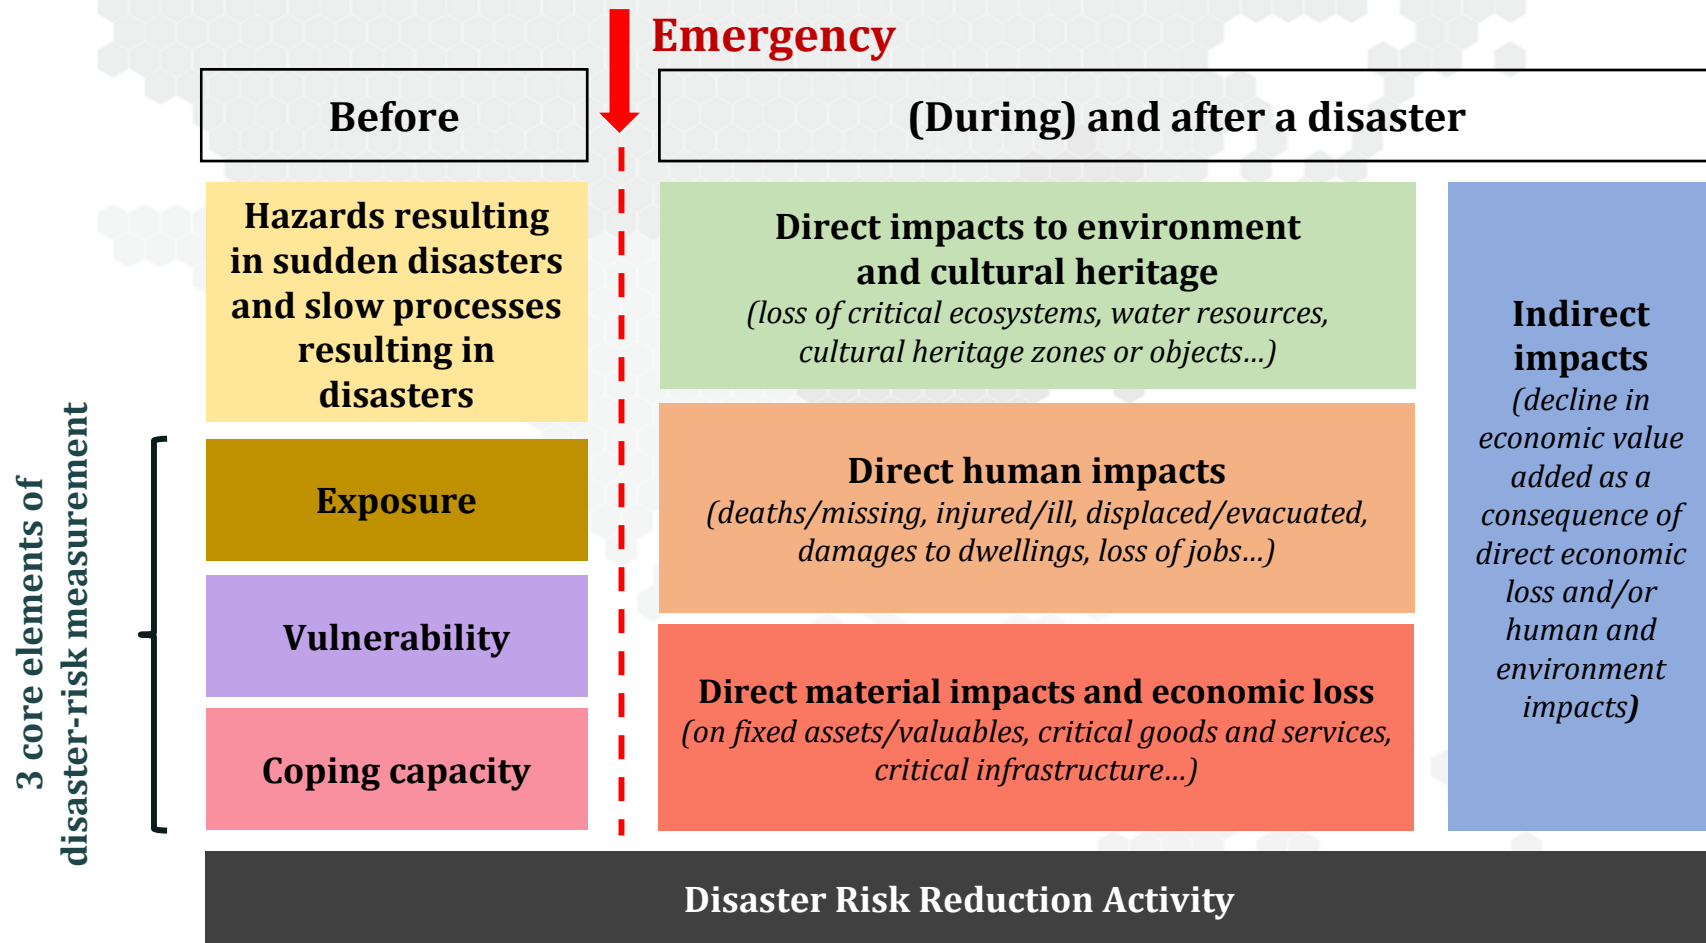 Emergency
Before
(During) and after a disaster
Hazards resulting
in sudden disasters
and slow processes
resulting in
disasters
3 core elements of
disaster-risk measurement
Exposure
Vulnerability
Coping capacity
Direct impacts to environment
and cultural heritage
(loss of critical ecosystems, water resources,
cultural heritage zones or objects...)
Direct human impacts
(deaths/missing, injured/ill, displaced/evacuated,
damages to dwellings, loss of jobs...)
Direct material impacts and economic loss
(on fixed assets/valuables, critical goods and services,
critical infrastructure...)
Indirect
impacts
(decline in
economic value
added as a
consequence of
direct economic
loss and/or
human and
environment
impacts)
Disaster Risk Reduction Activity